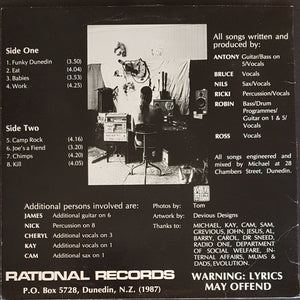 Side One
1. Funky Dunedin (3.50)
2. Eat (4.04)
3. Babies (3.53)
4. Work (4.25)
Side Two
5. Camp Rock (4.16)
6. Joe's a Fiend (3.20)
7. Chimps (4.20)
8. Kill (4.05)
All songs written and
produced by:
ANTONY Guitar/Bass on
5/Vocals
BRUCE Vocals
NILS Sax/Vocals
RICKI Percussion/Vocals
ROBIN Bass/Drum
Programmes/
Guitar on 1 & 5/
Vocals
ROSS Vocals
All songs engineered
and mixed by Michael at 28
Chambers Street, Dunedin.
Additional persons involved are:
JAMES Additional guitar on 6
NICK Percussion on 8
CHERYL Additional vocals on 3
KAY Additional vocals on 1
CAM Additional sax on 1
Photos by: Tom
Artwork by: Devious Designs
Thanks to: MICHAEL, KAY, CAM, SAM,
GREVIOUS, JOHN, JESUS, AL,
BARRY, CAROL, DR SNEED,
RADIO ONE, DEPARTMENT
OF SOCIAL WELFARE, IN-
TERNAL AFFAIRS, MUMS &
DADS, EVOLUTION.
RATIONAL RECORDS
P.O. Box 5728, Dunedin, N.Z. (1987)
WARNING: LYRICS
MAY OFFEND